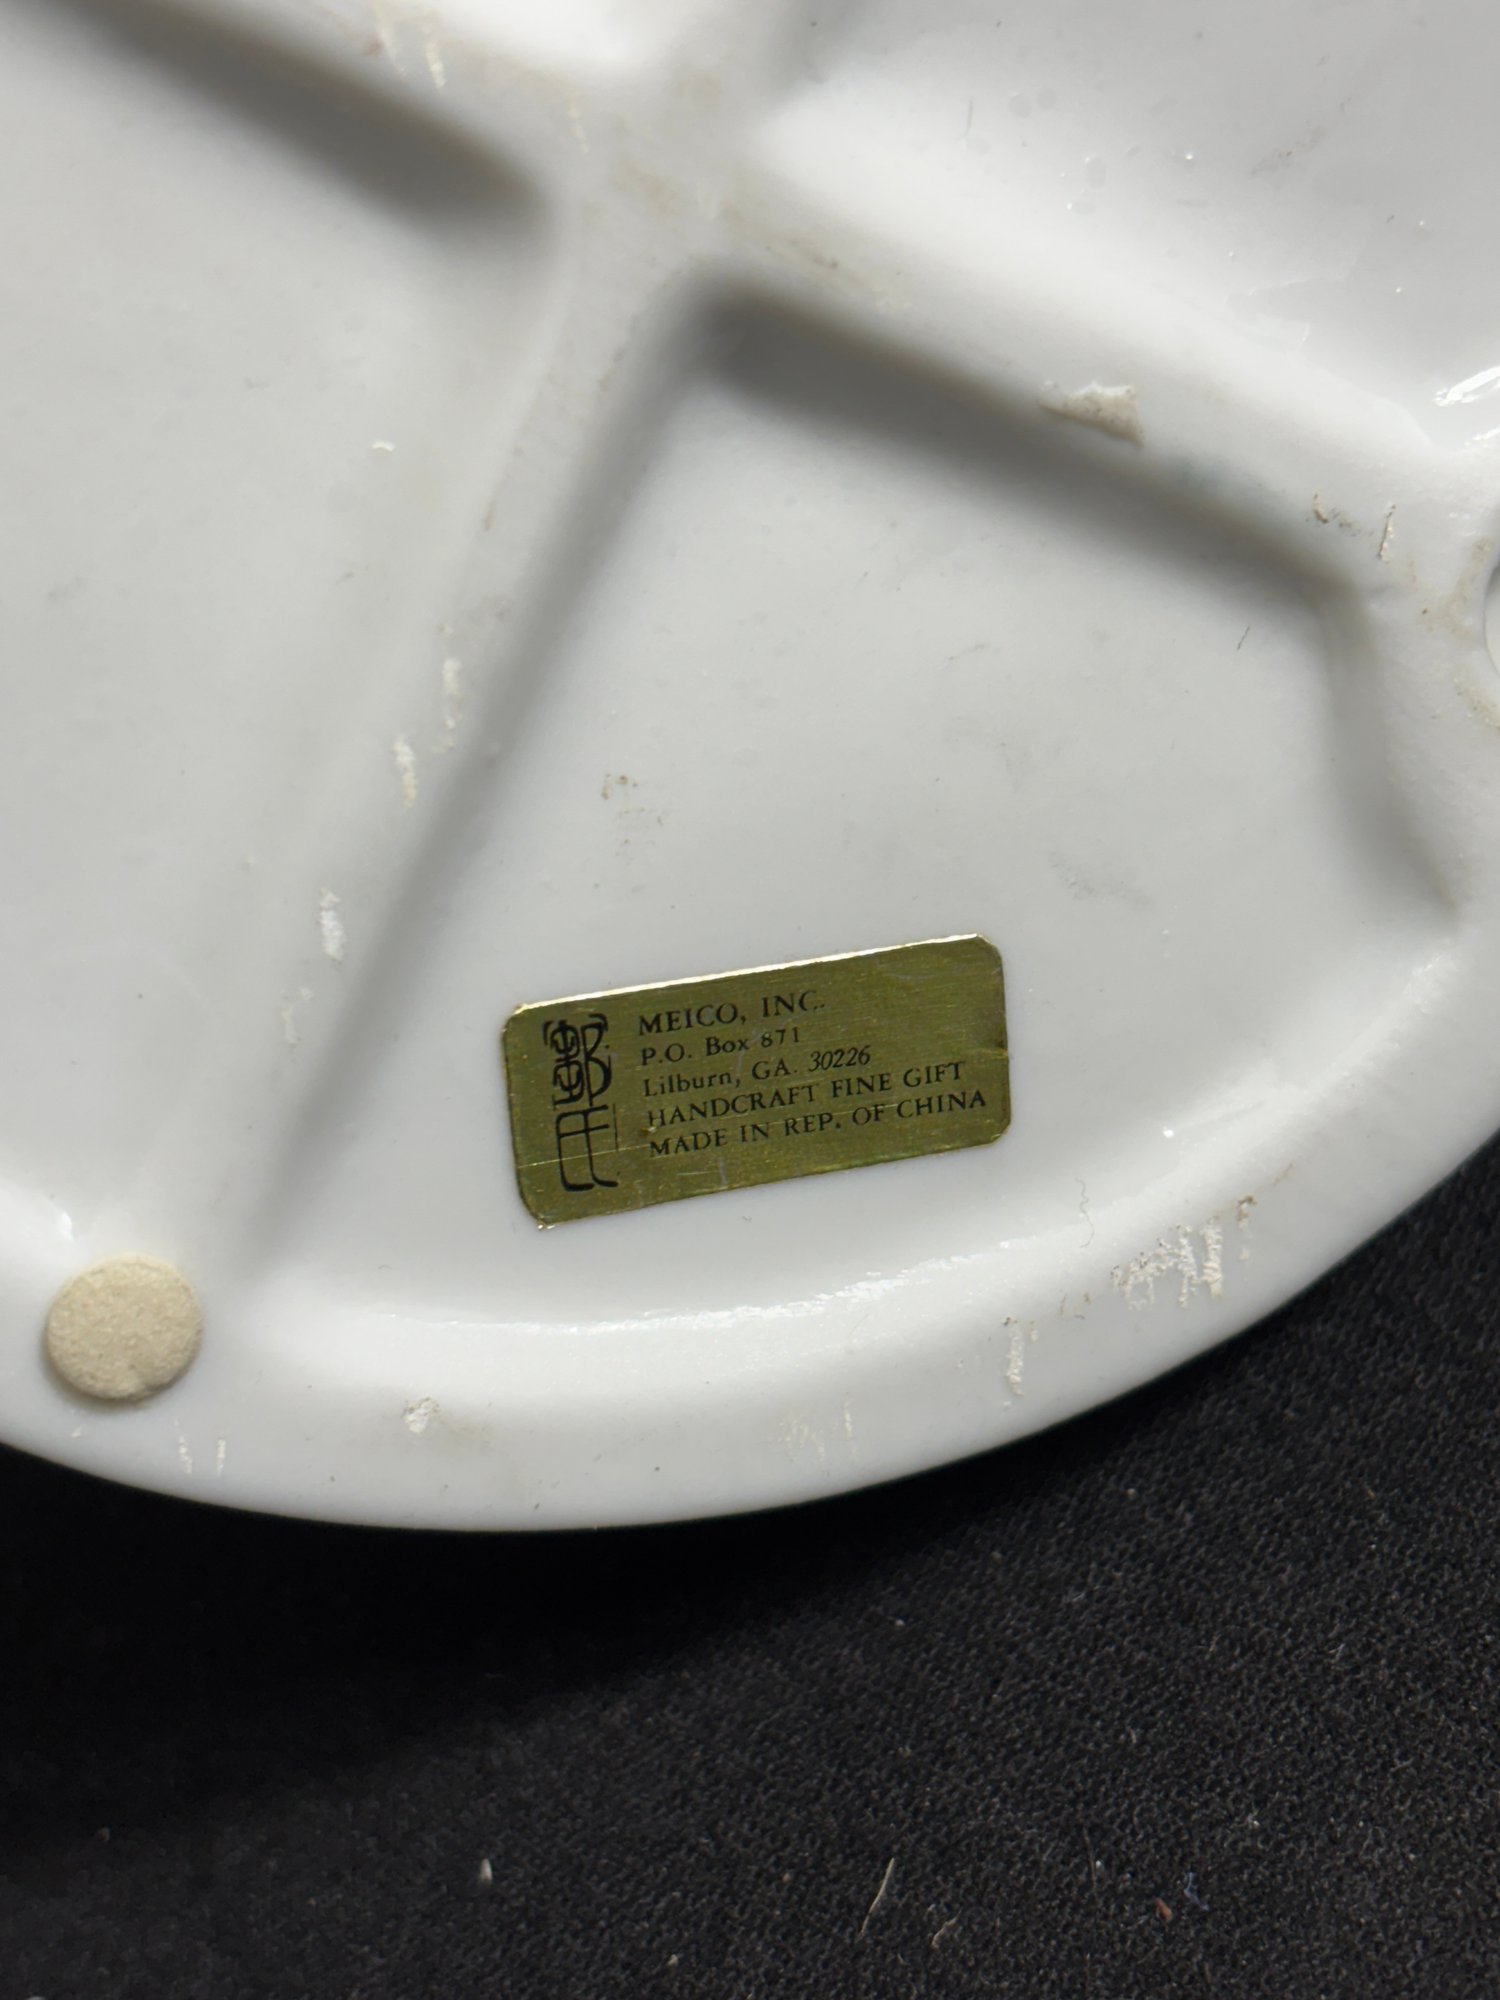 MEICO, INC.
P.O. Box 871
Lilburn, GA. 30226
HANDCRAFT FINE GIFT
MADE IN REP. OF CHINA